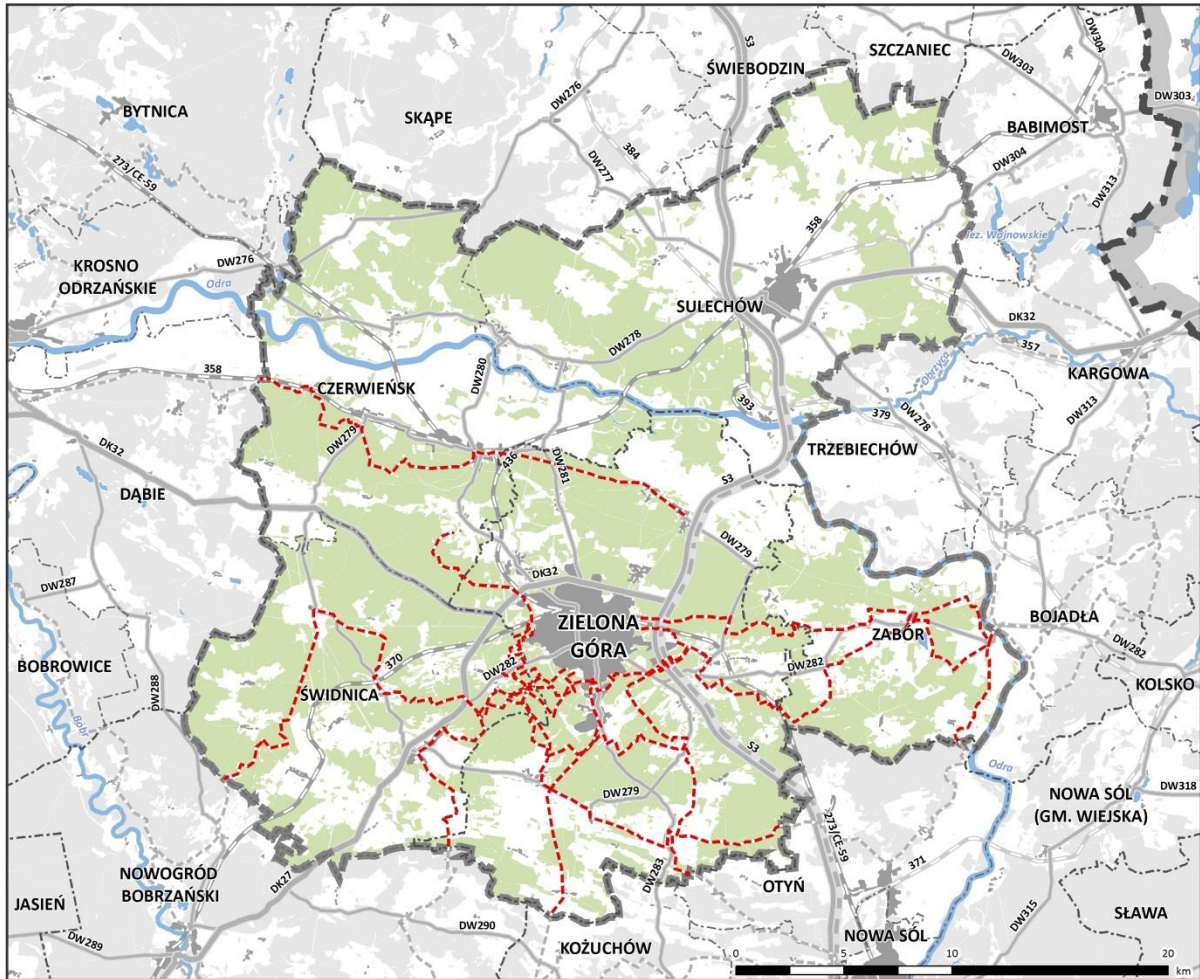 S3
SZCZANIEC
DW304
DW303
ŚWIEBODZIN
DW276
DW303
BYTNICA
SKĄPE
BABIMOST
384
DW304
273/CE-59
DW277
DW313
358
Jez. Wojnowskie
KROSNO
ODRZAŃSKIE
DW276
Odra
SULECHÓW
DK32
DW278
357
Obrzyca
358
CZERWIEŃSK
DW280
KARGOWA
393
379
DW278
DW313
DK32
DW279
436
DW281
TRZEBIECHÓW
S3
DĄBIE
DW279
DK32
DW287
ZIELONA
GÓRA
ZABÓR
BOJADŁA
BOBROWICE
370
DW282
DW282
DW282
DW288
ŚWIDNICA
KOLSKO
Bóbr
S3
Odra
DW279
NOWA SÓL
(GM. WIEJSKA)
DW318
273/CE-59
371
NOWOGRÓD
BOBRZAŃSKI
DW283
OTYŃ
DK27
JASIEŃ
DW315
SŁAWA
DW290
DW289
KOŻUCHÓW
NOWA SÓL
0 5 10 20
km